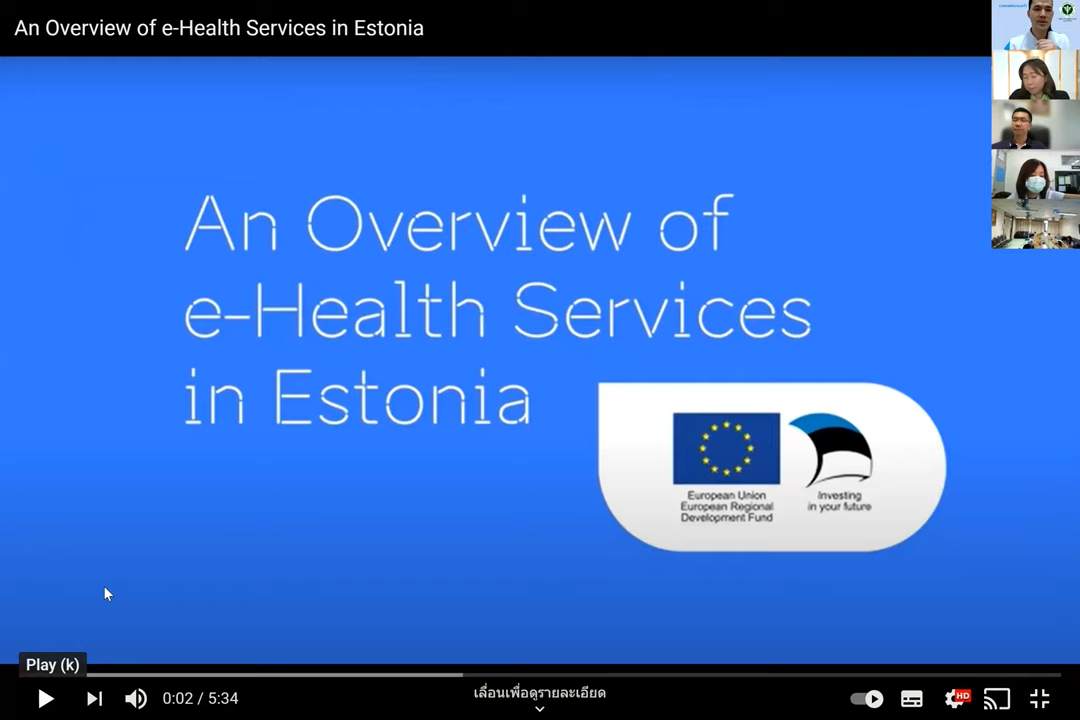 An Overview of e-Health Services in Estonia
An Overview of
e-Health Services
in Estonia
European Union
European Regional
Development Fund
Investing
in your future
Play (k)
0:02 / 5:34
เลื่อนเพื่อดูรายละเอียด
HD